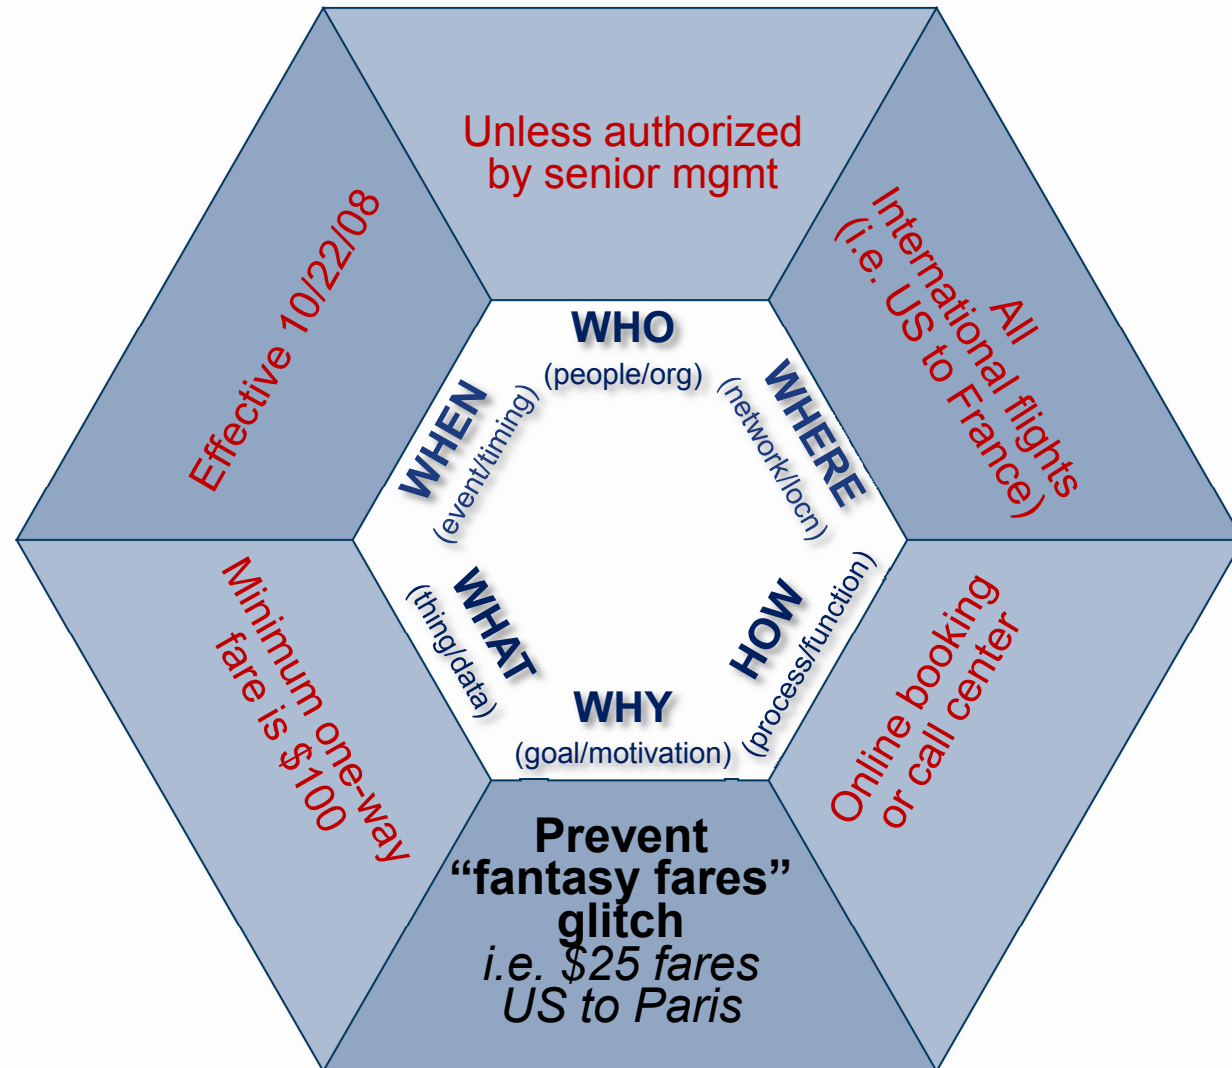 Unless authorized
by senior mgmt
Effective 10/22/08
All
International flights
(i.e. US to France)
WHO
(people/org)
WHEN
(event/timing)
WHERE
(network/locn)
WHAT
(thing/data)
HOW
(process/function)
WHY
(goal/motivation)
Minimum one-way
fare is $100
Online booking
or call center
Prevent
“fantasy fares”
glitch
i.e. $25 fares
US to Paris